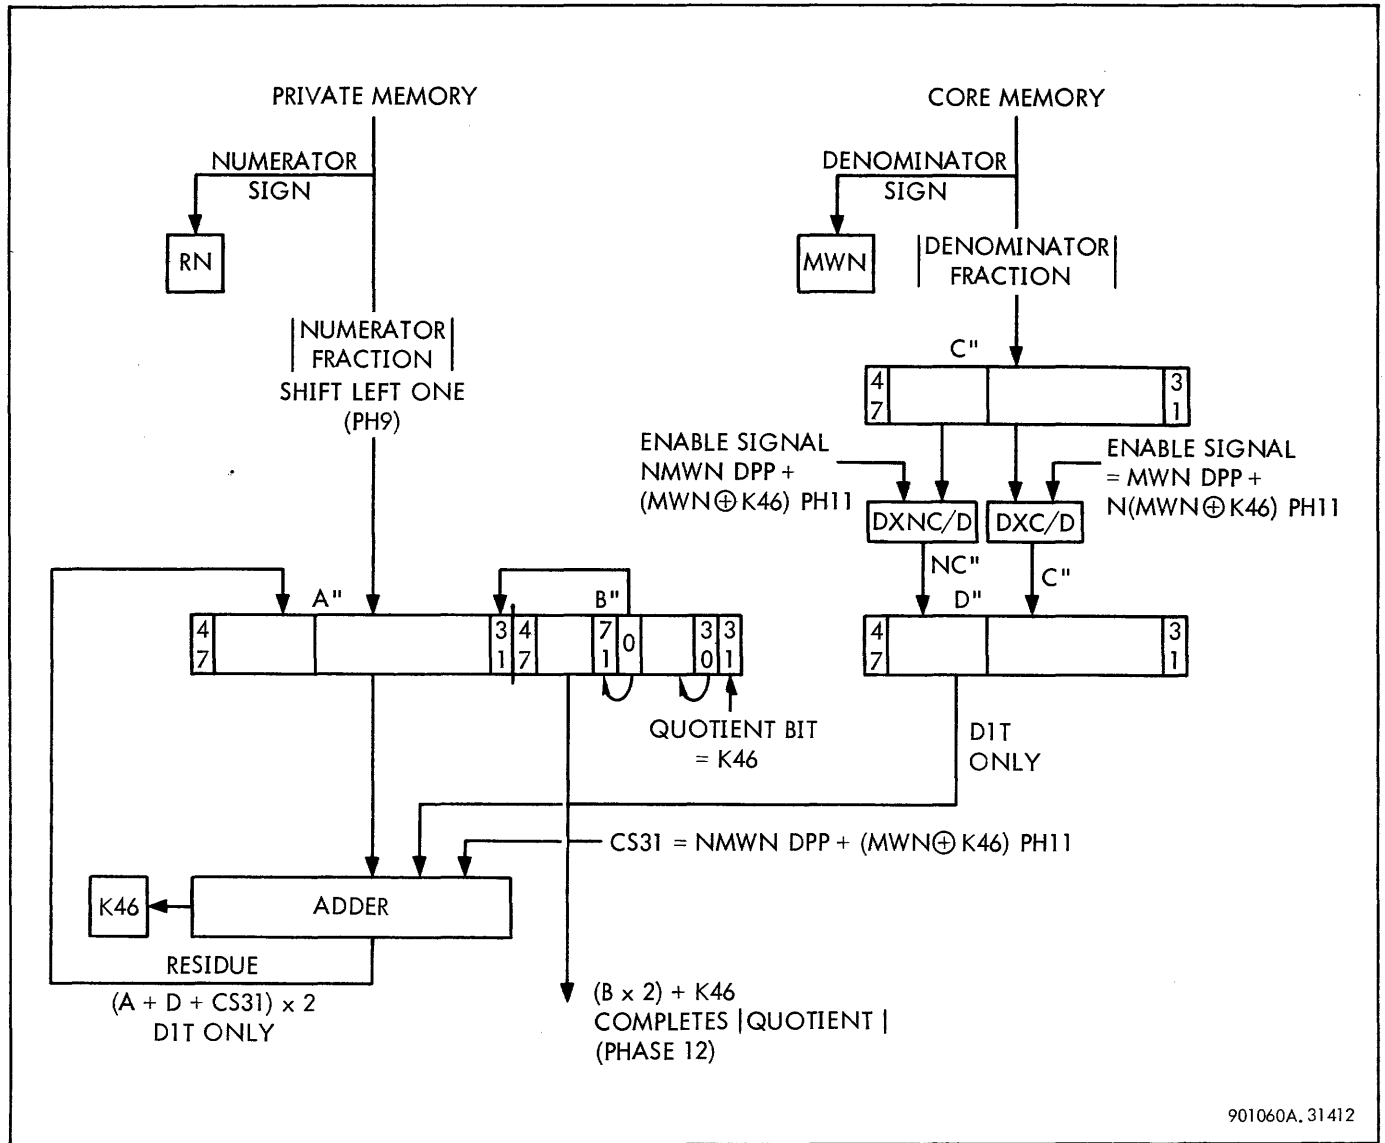 PRIVATE MEMORY
CORE MEMORY
NUMERATOR
SIGN
DENOMINATOR
SIGN
RN
MWN
|DENOMINATOR
FRACTION|
|NUMERATOR
FRACTION|
SHIFT LEFT ONE
(PH9)
C"
4
7
3
1
ENABLE SIGNAL
NMWN DPP +
(MWN⊕K46) PH11
ENABLE SIGNAL
= MWN DPP +
N(MWN⊕K46) PH11
DXNC/D
DXC/D
NC"
C"
A"
B"
D"
4
7
3
1
4
7
7
1
0
3
0
3
1
4
7
3
1
QUOTIENT BIT
= K46
D1T
ONLY
CS31 = NMWN DPP + (MWN⊕K46) PH11
K46
ADDER
RESIDUE
(A + D + CS31) x 2
D1T ONLY
(B x 2) + K46
COMPLETES |QUOTIENT|
(PHASE 12)
901060A.31412